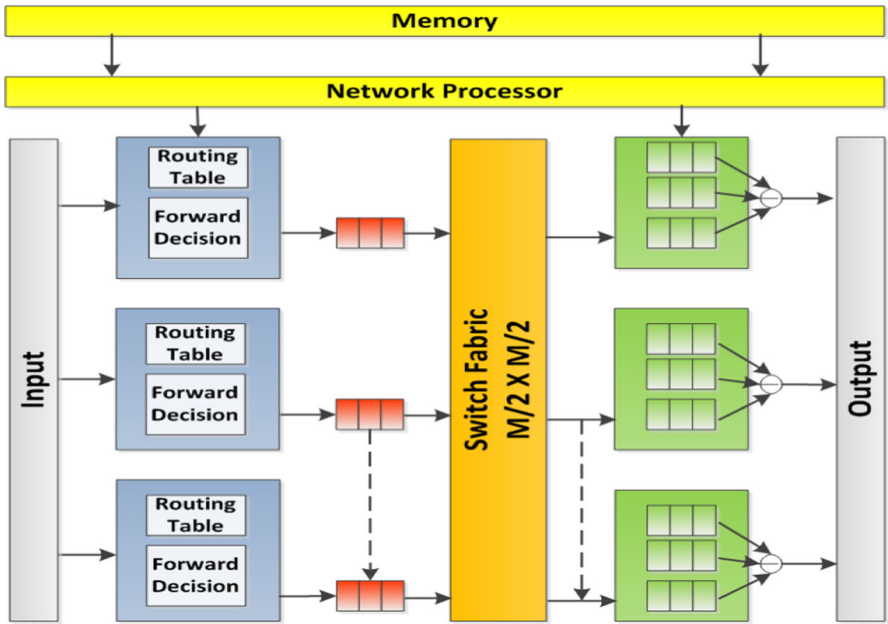 Memory
Network Processor
Input
Routing
Table
Forward
Decision
Routing
Table
Forward
Decision
Routing
Table
Forward
Decision
Switch Fabric
M/2 X M/2
Output